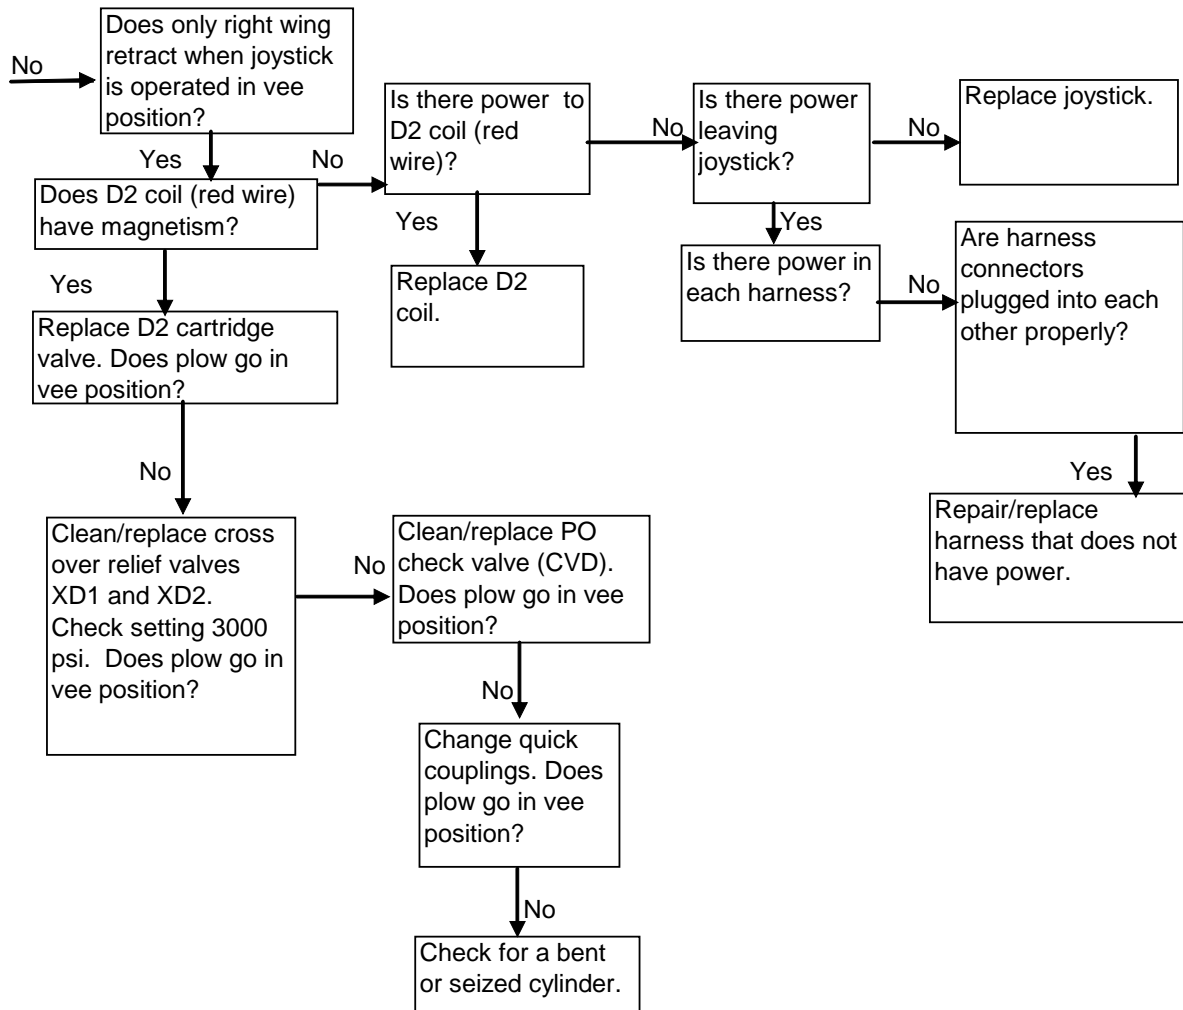 No
Does only right wing
retract when joystick
is operated in vee
position?
Yes
Does D2 coil (red wire)
have magnetism?
No
Is there power  to
D2 coil (red
wire)?
No
Is there power
leaving
joystick?
No
Replace joystick.
Yes
Replace D2
coil.
Yes
Is there power in
each harness?
No
Are harness
connectors
plugged into each
other properly?
Yes
Repair/replace
harness that does not
have power.
Yes
Replace D2 cartridge
valve. Does plow go in
vee position?
No
Clean/replace cross
over relief valves
XD1 and XD2.
Check setting 3000
psi.  Does plow go in
vee position?
No
Clean/replace PO
check valve (CVD).
Does plow go in vee
position?
No
Change quick
couplings. Does
plow go in vee
position?
No
Check for a bent
or seized cylinder.